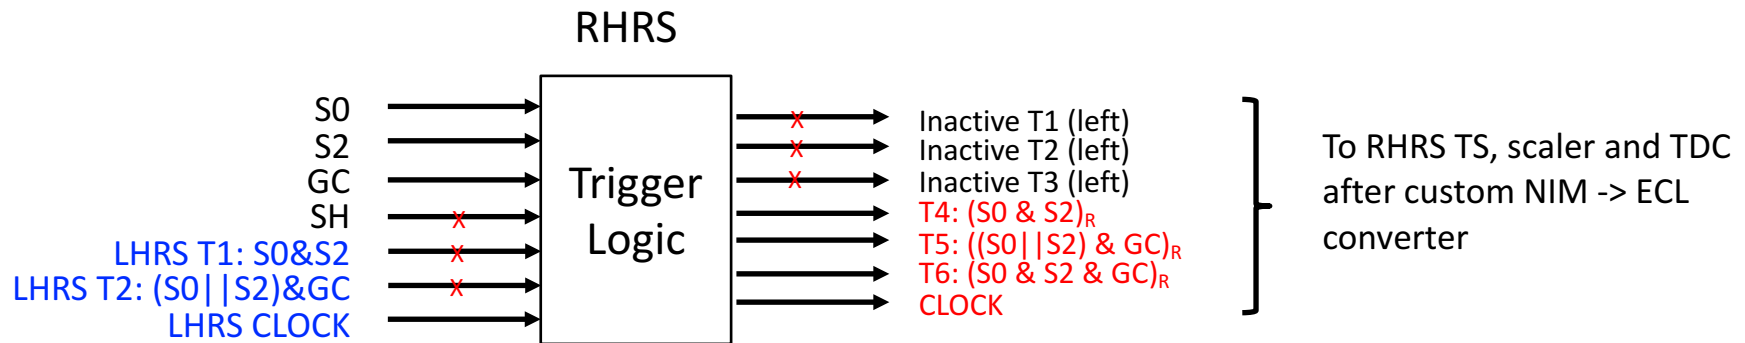 RHRS
S0
S2
GC
SH
LHRS T1: S0&S2
LHRS T2: (S0||S2)&GC
LHRS CLOCK
X
X
X
Trigger
Logic
X
X
X
Inactive T1 (left)
Inactive T2 (left)
Inactive T3 (left)
T4: (S0 & S2)R
T5: ((S0||S2) & GC)R
T6: (S0 & S2 & GC)R
CLOCK
To RHRS TS, scaler and TDC
after custom NIM -> ECL
converter